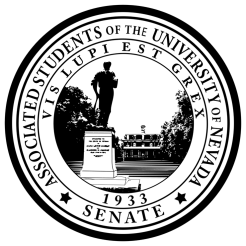 ASSOCIATED STUDENTS OF THE UNIVERSITY OF NEVADA
VIS LUPI EST GREX
1933
★ SENATE ★